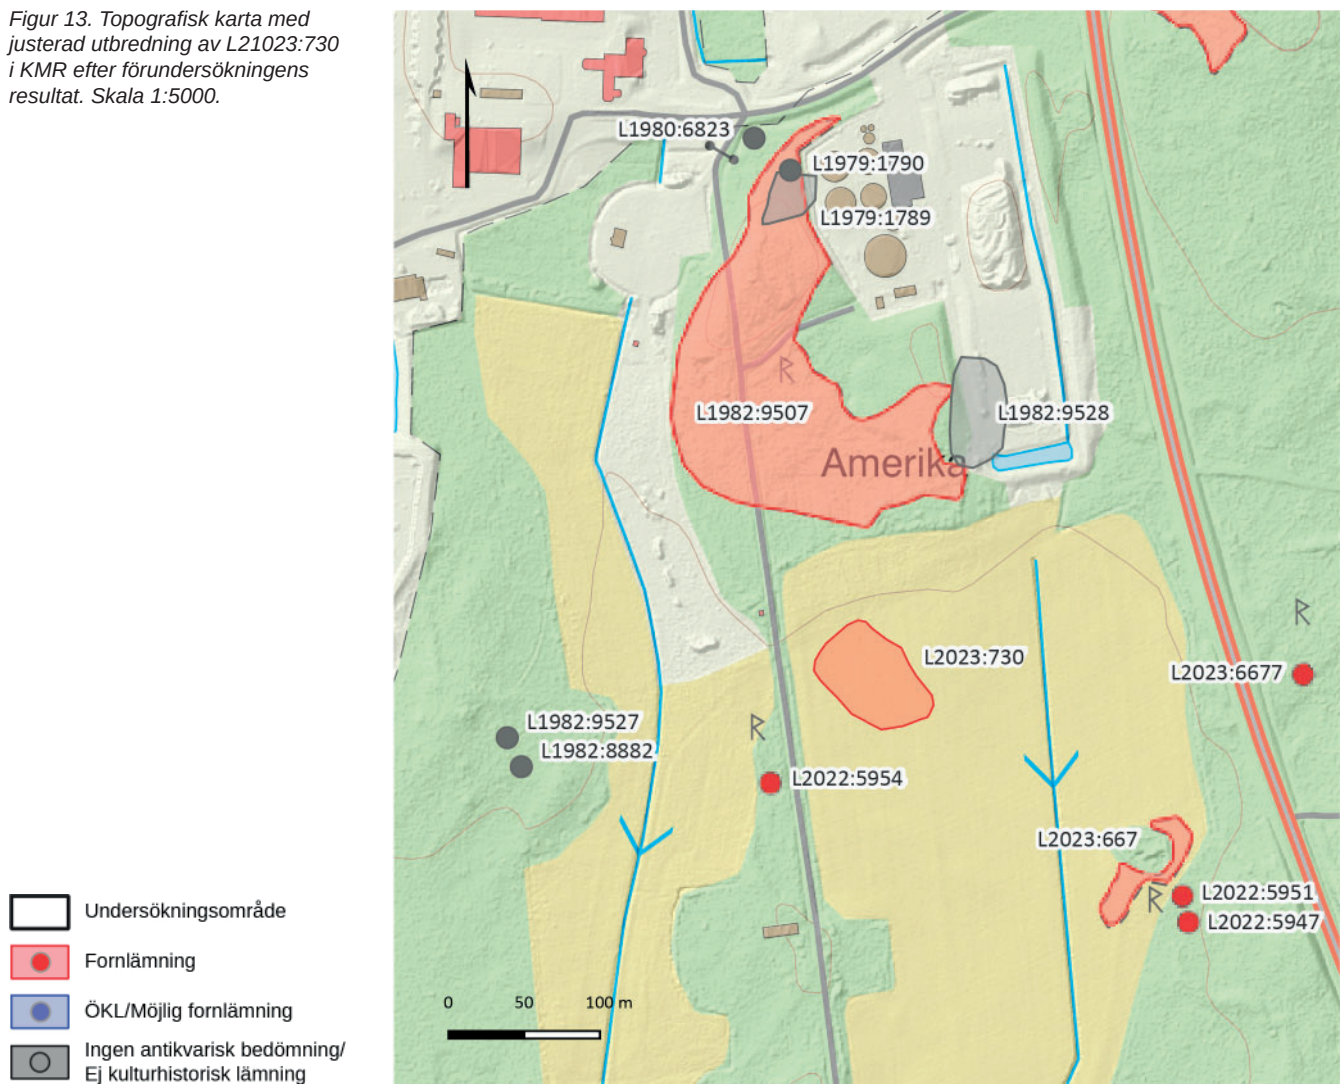 Figur 13. Topografisk karta med
justerad utbredning av L21023:730
i KMR efter förundersökningens
resultat. Skala 1:5000.
L1980:6823
L1979:1790
L1979:1789
L1982:9507
L1982:9528
Amerika
L2023:730
L2023:6677
L1982:9527
L1982:8882
L2022:5954
L2023:667
L2022:5951
L2022:5947
0 50 100 m
Undersökningsområde
Fornlämning
ÖKL/Möjlig fornlämning
Ingen antikvarisk bedömning/
Ej kulturhistorisk lämning